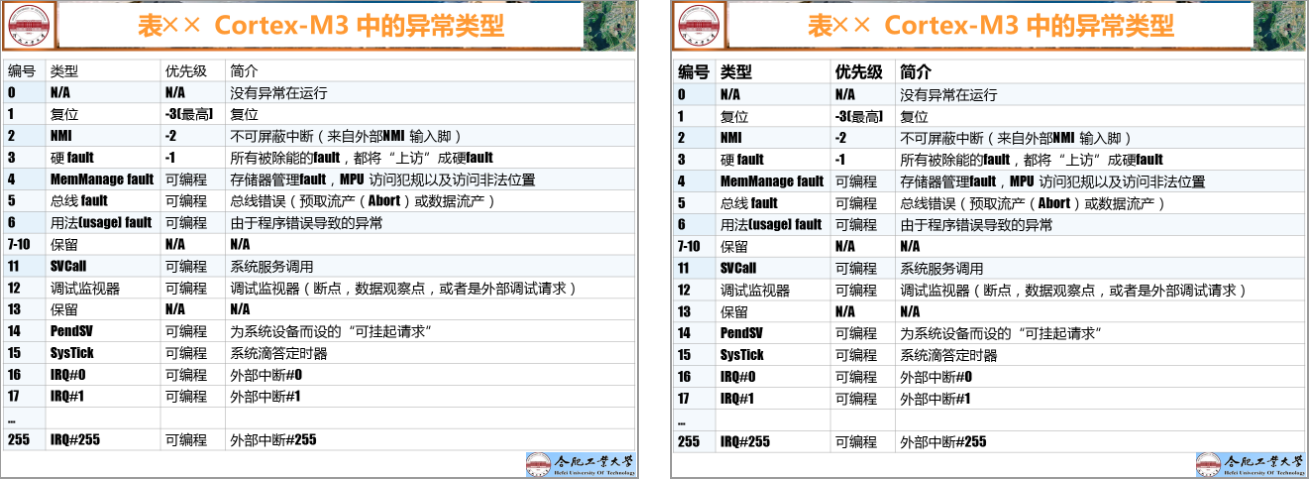 表×× Cortex-M3 中的异常类型
编号 类型 优先级 简介
0 N/A N/A 没有异常在运行
1 复位 -3(最高) 复位
2 NMI -2 不可屏蔽中断（来自外部NMI 输入脚）
3 硬 fault -1 所有被除能的fault，都将“上访”成硬fault
4 MemManage fault 可编程 存储器管理fault，MPU 访问犯规以及访问非法位置
5 总线 fault 可编程 总线错误（预取流产（Abort）或数据流产）
6 用法(usage) fault 可编程 由于程序错误导致的异常
7-10 保留 N/A N/A
11 SVCall 可编程 系统服务调用
12 调试监视器 可编程 调试监视器（断点，数据观察点，或者是外部调试请求）
13 保留 N/A N/A
14 PendSV 可编程 为系统设备而设的“可挂起请求”
15 SysTick 可编程 系统滴答定时器
16 IRQ#0 可编程 外部中断#0
17 IRQ#1 可编程 外部中断#1
…
255 IRQ#255 可编程 外部中断#255
合肥工业大学
Hefei University Of Technology
表×× Cortex-M3 中的异常类型
编号 类型 优先级 简介
0 N/A N/A 没有异常在运行
1 复位 -3(最高) 复位
2 NMI -2 不可屏蔽中断（来自外部NMI 输入脚）
3 硬 fault -1 所有被除能的fault，都将“上访”成硬fault
4 MemManage fault 可编程 存储器管理fault，MPU 访问犯规以及访问非法位置
5 总线 fault 可编程 总线错误（预取流产（Abort）或数据流产）
6 用法(usage) fault 可编程 由于程序错误导致的异常
7-10 保留 N/A N/A
11 SVCall 可编程 系统服务调用
12 调试监视器 可编程 调试监视器（断点，数据观察点，或者是外部调试请求）
13 保留 N/A N/A
14 PendSV 可编程 为系统设备而设的“可挂起请求”
15 SysTick 可编程 系统滴答定时器
16 IRQ#0 可编程 外部中断#0
17 IRQ#1 可编程 外部中断#1
…
255 IRQ#255 可编程 外部中断#255
合肥工业大学
Hefei University Of Technology